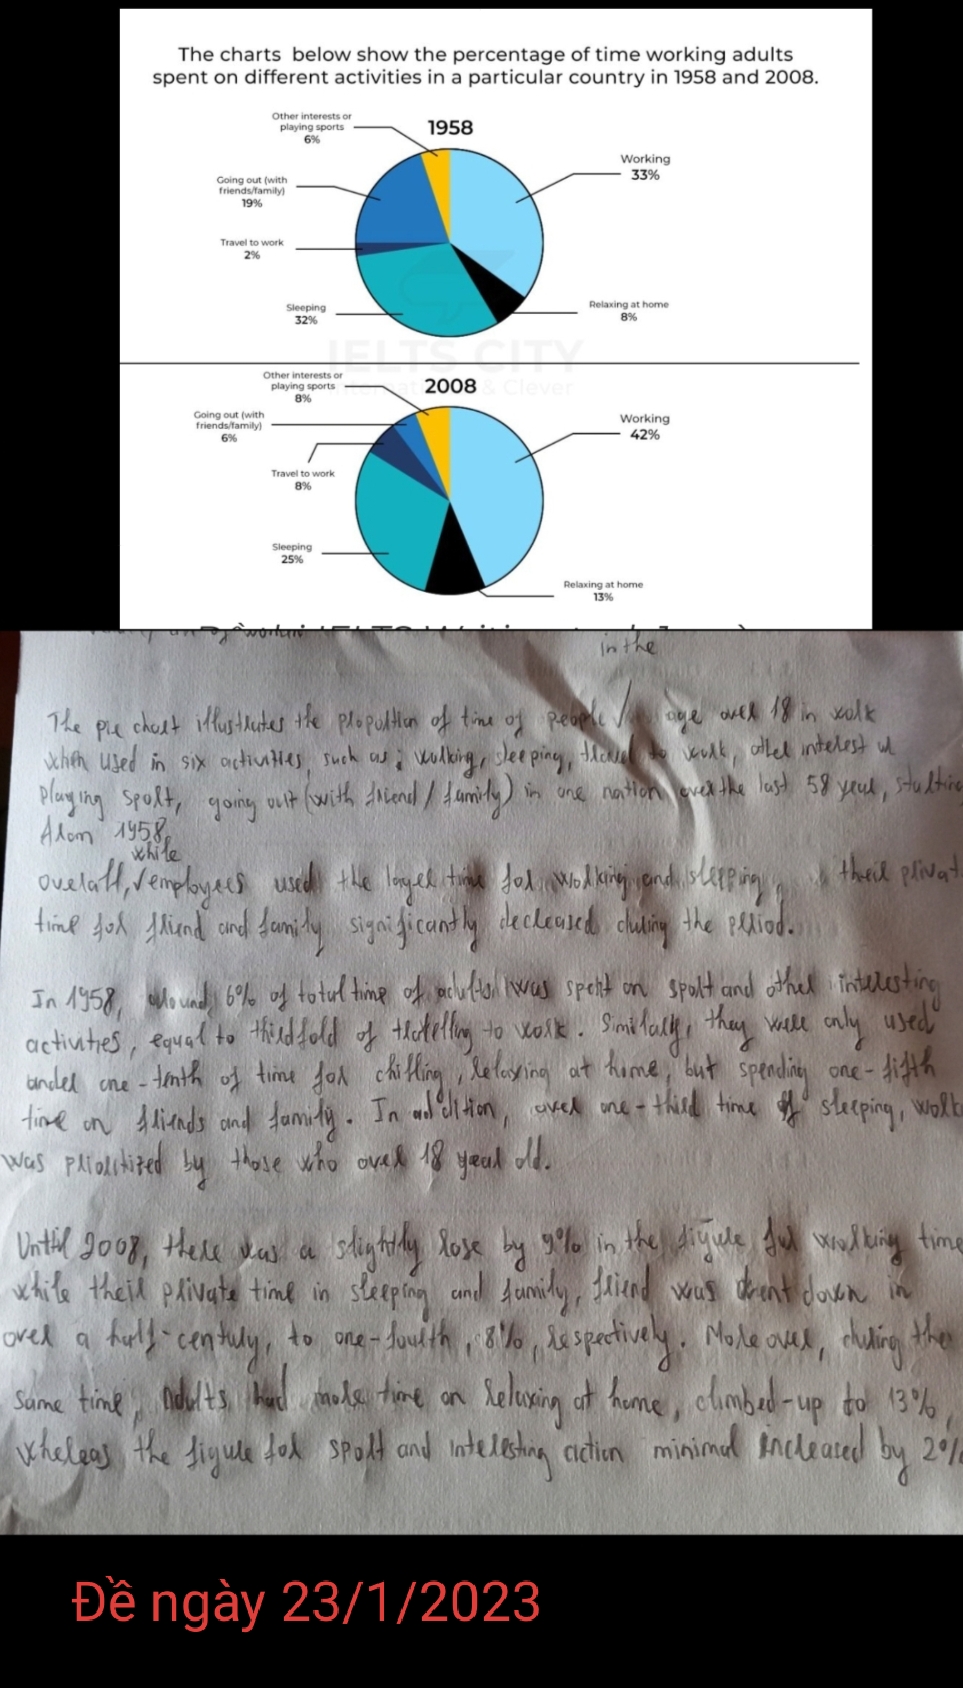 The charts below show the percentage of time working adults
spent on different activities in a particular country in 1958 and 2008.
1958
Other interests or
playing sports
6%
Working
33%
Going out (with
friends/family)
19%
Travel to work
2%
Sleeping
32%
Relaxing at home
8%
IELTS CITY
& Clever
2008
Other interests or
playing sports
8%
Going out (with
friends/family)
6%
Working
42%
Travel to work
8%
Sleeping
25%
Relaxing at home
13%
in the
The pie chart illustrates the proportion of time of people age over 18 in work
when used in six activities, such as: working, sleeping, travel to work, other interest or
playing sport, going out (with friend / family) in one nation over the last 58 year, starting
from 1958.
while
overall, employees used the larger time for working and sleeping, their privat
time for friend and family significantly decreased during the period.
In 1958, around 6% of total time of adults was spent on sport and other interesting
activities, equal to thirdfold of travelling to work. Similarly, they were only used
under one-tenth of time for chilling, relaxing at home, but spending one-fifth
time on friends and family. In addition, over one-third time of sleeping, work
was prioritized by those who over 18 year old.
Until 2008, there was a slightly rose by 9% in the figure for working time
while their private time in sleeping and family, friend was went down in
over a half-century, to one-fourth, 8%, respectively. More over, during the
same time, adults had more time on relaxing at home, climbed-up to 13%,
whereas the figure for sport and interesting action minimal increased by 2%
Đề ngày 23/1/2023